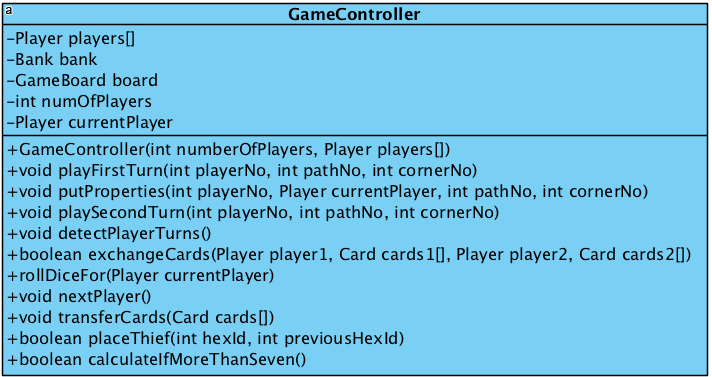 a
GameController
-Player players[]
-Bank bank
-GameBoard board
-int numOfPlayers
-Player currentPlayer
+GameController(int numberOfPlayers, Player players[])
+void playFirstTurn(int playerNo, int pathNo, int cornerNo)
+void putProperties(int playerNo, Player currentPlayer, int pathNo, int cornerNo)
+void playSecondTurn(int playerNo, int pathNo, int cornerNo)
+void detectPlayerTurns()
+boolean exchangeCards(Player player1, Card cards1[], Player player2, Card cards2[])
+rollDiceFor(Player currentPlayer)
+void nextPlayer()
+void transferCards(Card cards[])
+boolean placeThief(int hexId, int previousHexId)
+boolean calculateIfMoreThanSeven()